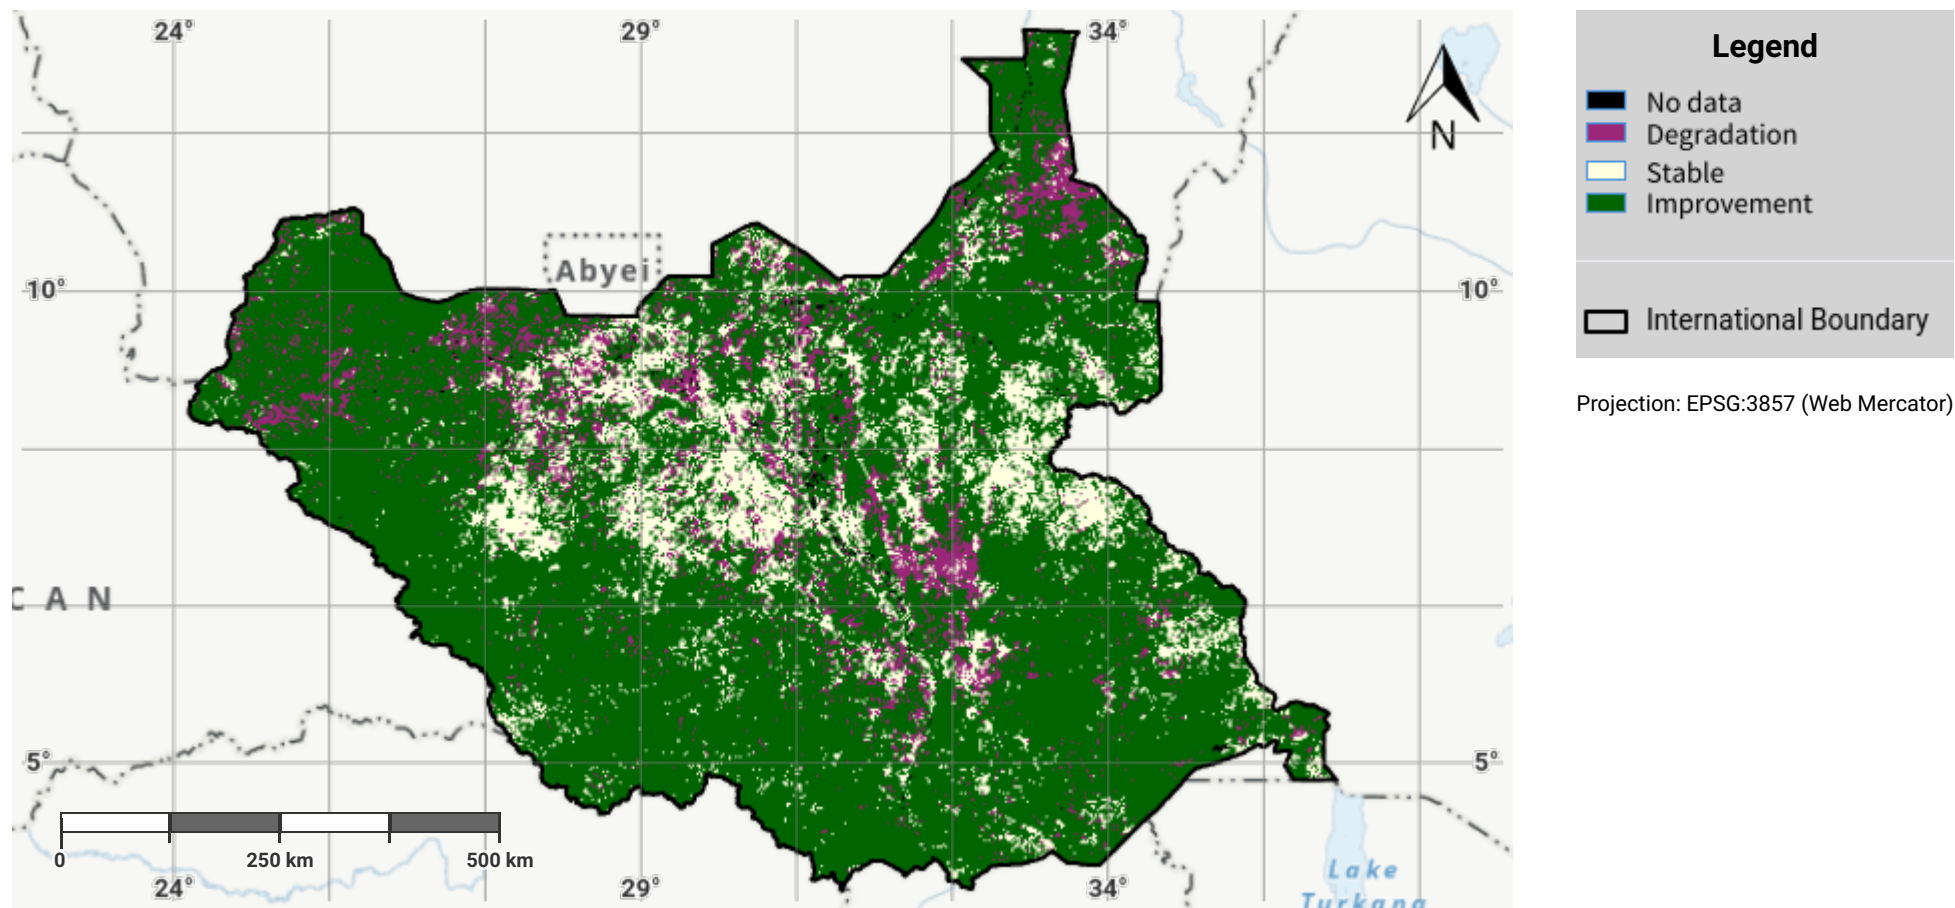 24°
29°
34°
N
Abyei
10°
10°
C A N
5°
5°
0
250 km
500 km
24°
29°
34°
Lake
Turkana
Legend
No data
Degradation
Stable
Improvement
International Boundary
Projection: EPSG:3857 (Web Mercator)